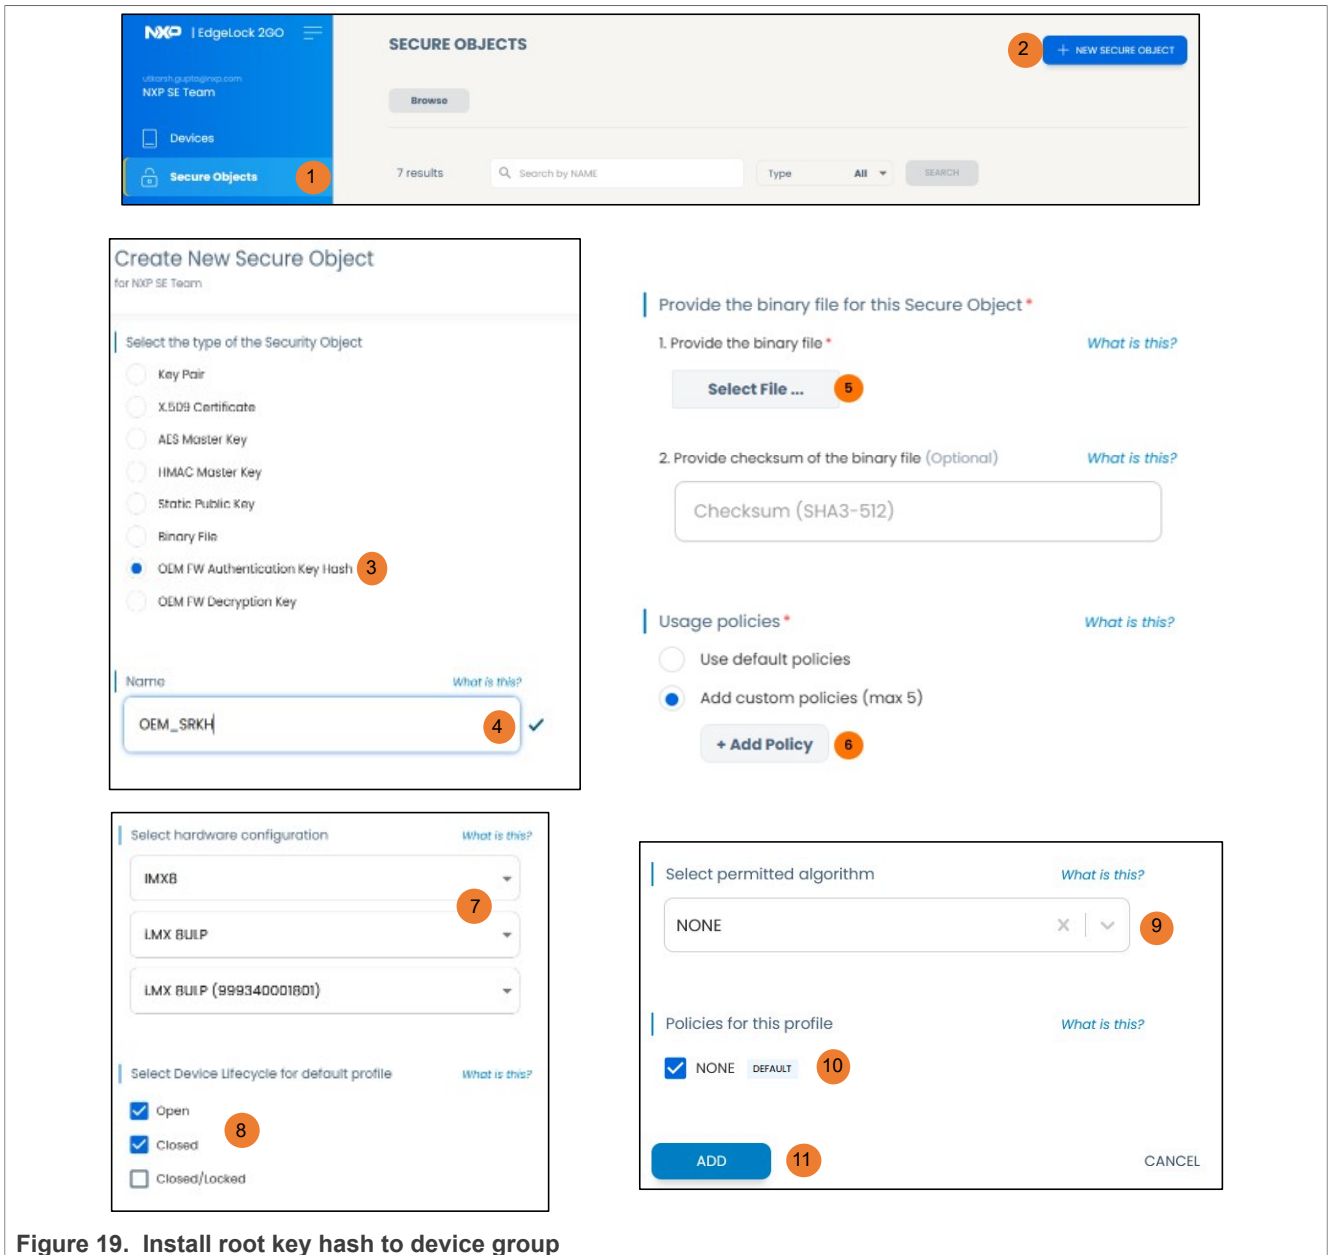 NXP | EdgeLock 2GO
utkarsh.gupta@nxp.com
NXP SE Team
Devices
Secure Objects
1
SECURE OBJECTS
2
+ NEW SECURE OBJECT
Browse
7 results
Search by NAME
Type All
SEARCH
Create New Secure Object
for NXP SE Team
Select the type of the Security Object
Key Pair
X.509 Certificate
AES Master Key
HMAC Master Key
Static Public Key
Binary File
OEM FW Authentication Key Hash 3
OEM FW Decryption Key
Name What is this?
OEM_SRKH 4
Provide the binary file for this Secure Object *
1. Provide the binary file * What is this?
Select File ... 5
2. Provide checksum of the binary file (Optional) What is this?
Checksum (SHA3-512)
Usage policies * What is this?
Use default policies
Add custom policies (max 5)
+ Add Policy 6
Select hardware configuration What is this?
IMX8
7
i.MX 8ULP
i.MX 8ULP (999340001801)
Select Device Lifecycle for default profile What is this?
Open
8
Closed
Closed/Locked
Select permitted algorithm What is this?
NONE X 9
Policies for this profile What is this?
NONE DEFAULT 10
ADD 11 CANCEL
Figure 19. Install root key hash to device group